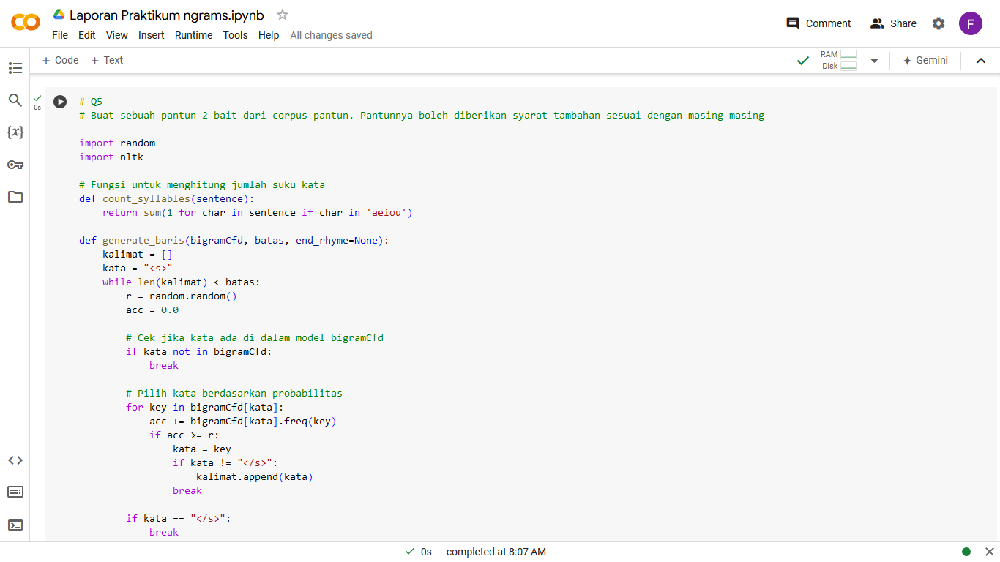 Laporan Praktikum ngrams.ipynb
File Edit View Insert Runtime Tools Help All changes saved
Comment Share F
+ Code + Text
RAM
Disk
Gemini
0s
# Q5
# Buat sebuah pantun 2 bait dari corpus pantun. Pantunnya boleh diberikan syarat tambahan sesuai dengan masing-masing
import random
import nltk
# Fungsi untuk menghitung jumlah suku kata
def count_syllables(sentence):
    return sum(1 for char in sentence if char in 'aeiou')
def generate_baris(bigramCfd, batas, end_rhyme=None):
    kalimat = []
    kata = "<s>"
    while len(kalimat) < batas:
        r = random.random()
        acc = 0.0
        # Cek jika kata ada di dalam model bigramCfd
        if kata not in bigramCfd:
            break
        # Pilih kata berdasarkan probabilitas
        for key in bigramCfd[kata]:
            acc += bigramCfd[kata].freq(key)
            if acc >= r:
                kata = key
                if kata != "</s>":
                    kalimat.append(kata)
                break
        if kata == "</s>":
            break
0s completed at 8:07 AM